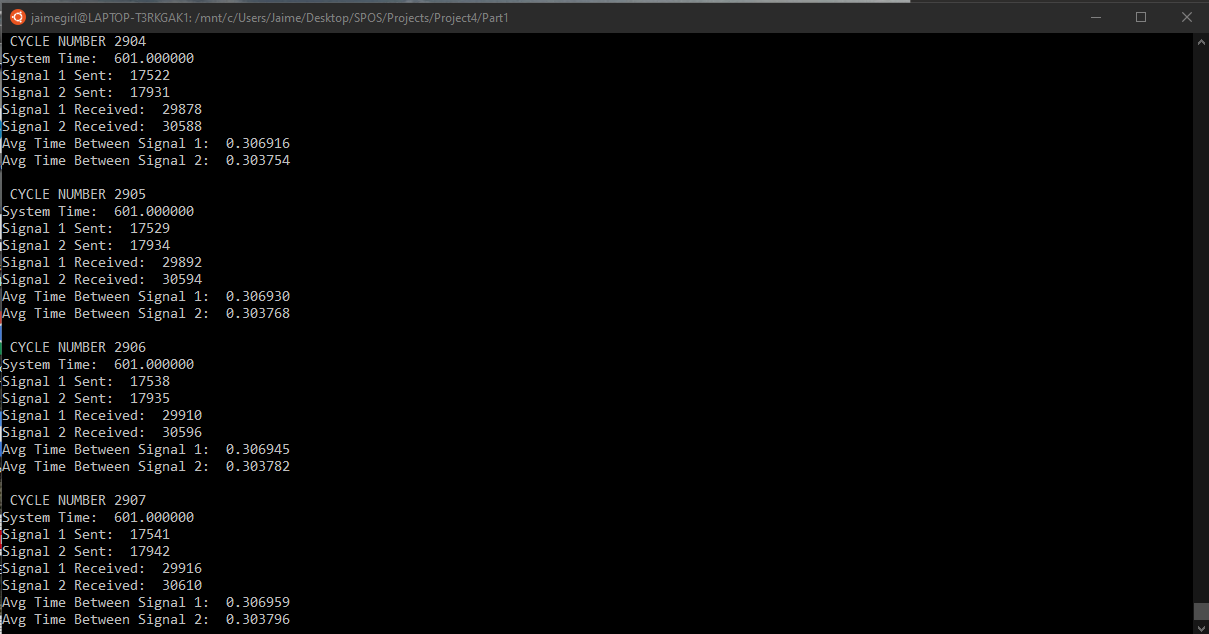 jaimegirl@LAPTOP-T3RKGAK1: /mnt/c/Users/Jaime/Desktop/SPOS/Projects/Project4/Part1
CYCLE NUMBER 2904
System Time:  601.000000
Signal 1 Sent:  17522
Signal 2 Sent:  17931
Signal 1 Received:  29878
Signal 2 Received:  30588
Avg Time Between Signal 1:  0.306916
Avg Time Between Signal 2:  0.303754
CYCLE NUMBER 2905
System Time:  601.000000
Signal 1 Sent:  17529
Signal 2 Sent:  17934
Signal 1 Received:  29892
Signal 2 Received:  30594
Avg Time Between Signal 1:  0.306930
Avg Time Between Signal 2:  0.303768
CYCLE NUMBER 2906
System Time:  601.000000
Signal 1 Sent:  17538
Signal 2 Sent:  17935
Signal 1 Received:  29910
Signal 2 Received:  30596
Avg Time Between Signal 1:  0.306945
Avg Time Between Signal 2:  0.303782
CYCLE NUMBER 2907
System Time:  601.000000
Signal 1 Sent:  17541
Signal 2 Sent:  17942
Signal 1 Received:  29916
Signal 2 Received:  30610
Avg Time Between Signal 1:  0.306959
Avg Time Between Signal 2:  0.303796